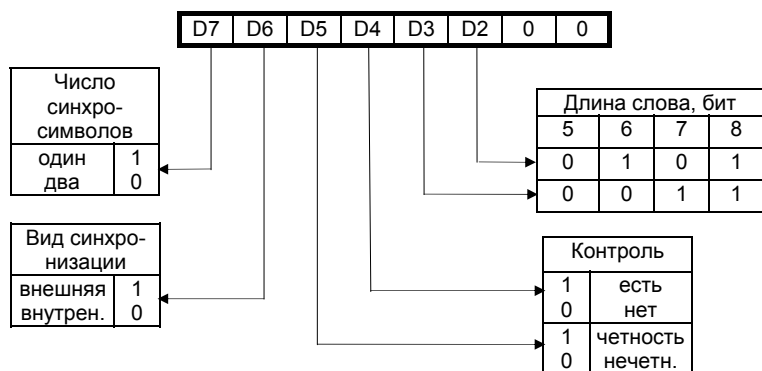 D7 D6 D5 D4 D3 D2 0 0
Число
синхро-
символов
один 1
два 0
Длина слова, бит
5 6 7 8
0 1 0 1
0 0 1 1
Вид синхро-
низации
внешняя 1
внутрен. 0
Контроль
1 есть
0 нет
1 четность
0 нечетн.